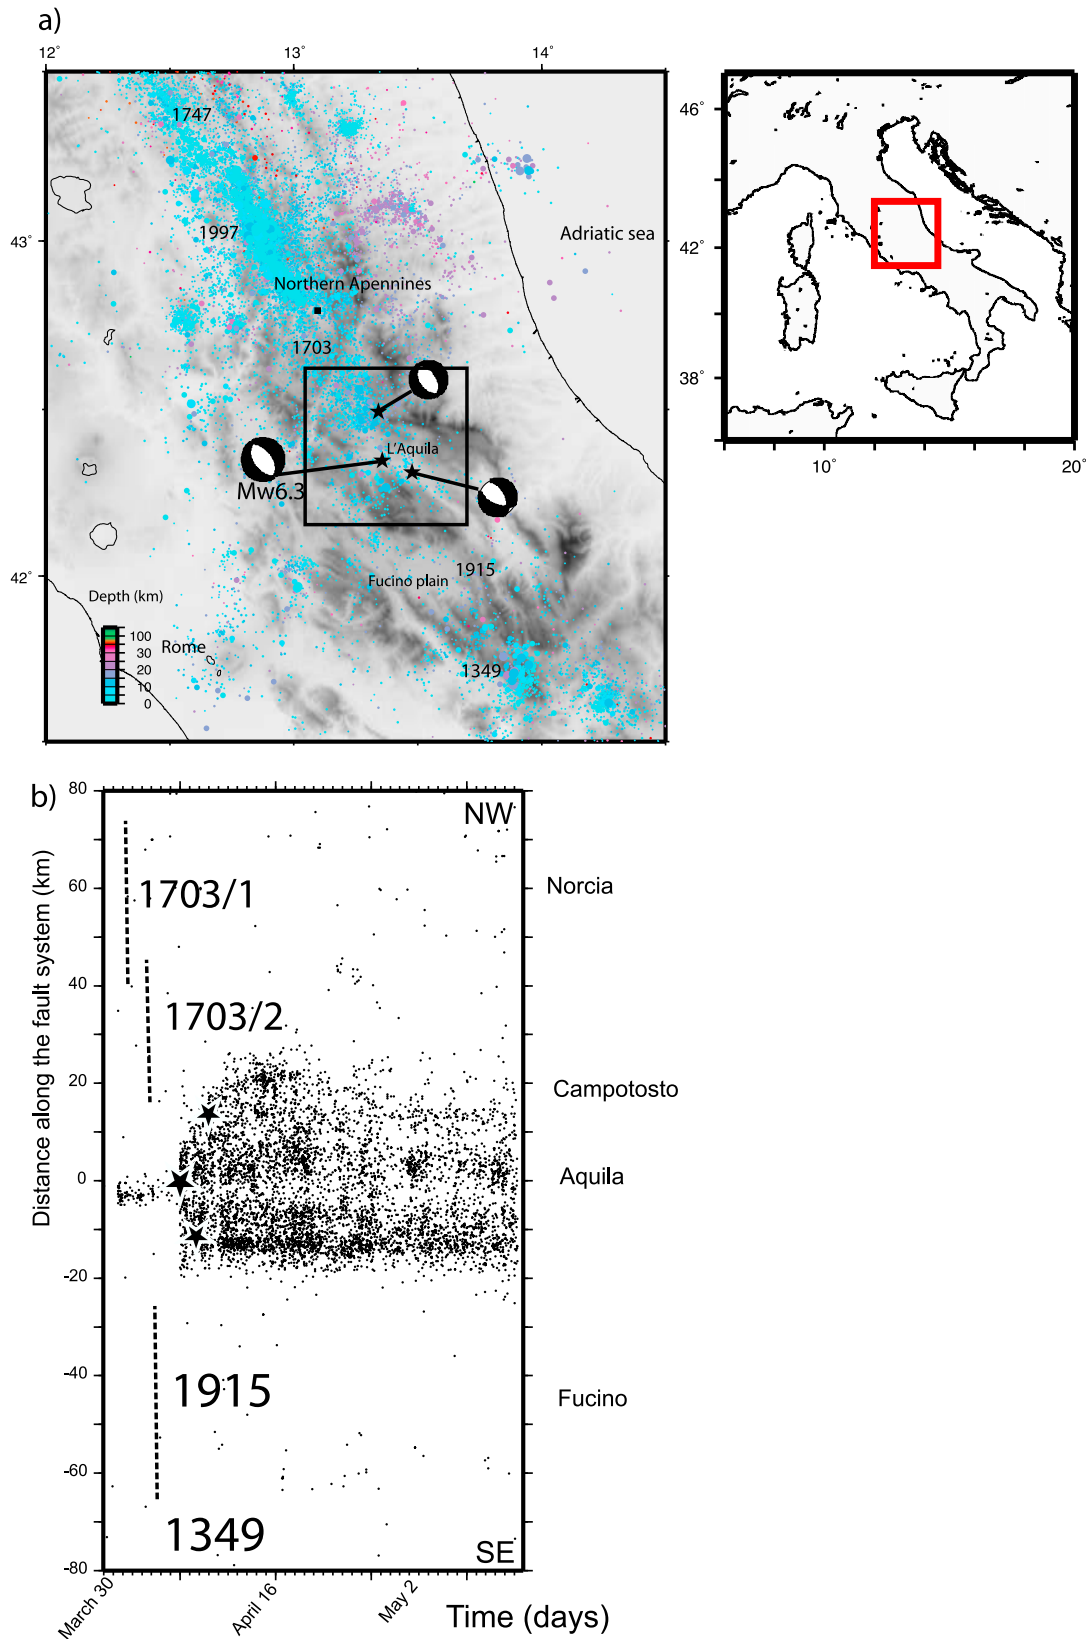 a)
12°
13°
14°
1747
43°
1997
Adriatic sea
Northern Apennines
1703
L'Aquila
Mw6.3
1915
42°
Fucino plain
Depth (km)
100
30
20
10
0
Rome
1349
46°
42°
38°
10°
20°
b)
80
60
40
20
0
-20
-40
-60
-80
Distance along the fault system (km)
NW
1703/1
1703/2
1915
1349
SE
Norcia
Campotosto
Aquila
Fucino
March 30
April 16
May 2
Time (days)